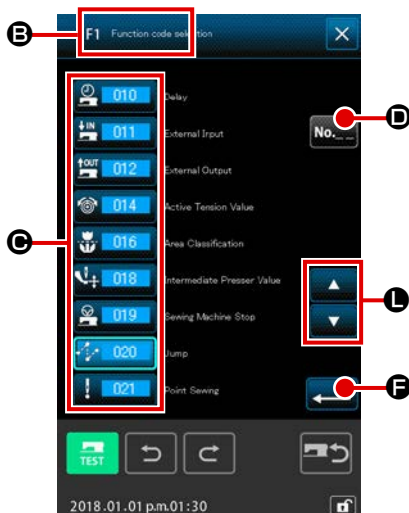 B
F1 Function code selection
010 Delay
IN 011 External Input
No._ _
D
OUT 012 External Output
014 Active Tension Value
C
016 Area Classification
018 Intermediate Presser Value
L
019 Sewing Machine Stop
020 Jump
021 Point Sewing
F
TEST
2018.01.01 p.m.01:30